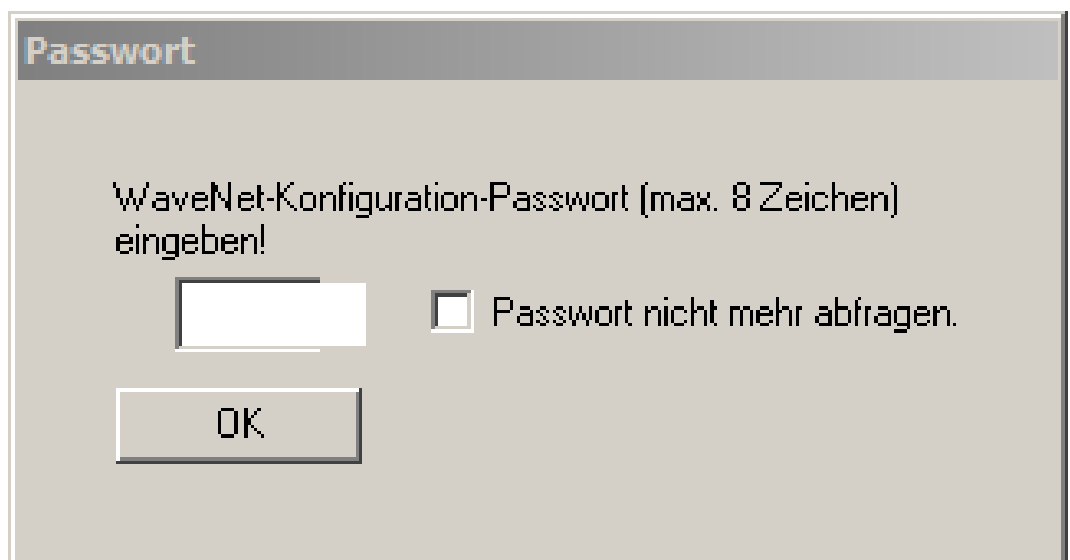 Passwort
WaveNet-Konfiguration-Passwort (max. 8 Zeichen)
eingeben!
Passwort nicht mehr abfragen.
OK